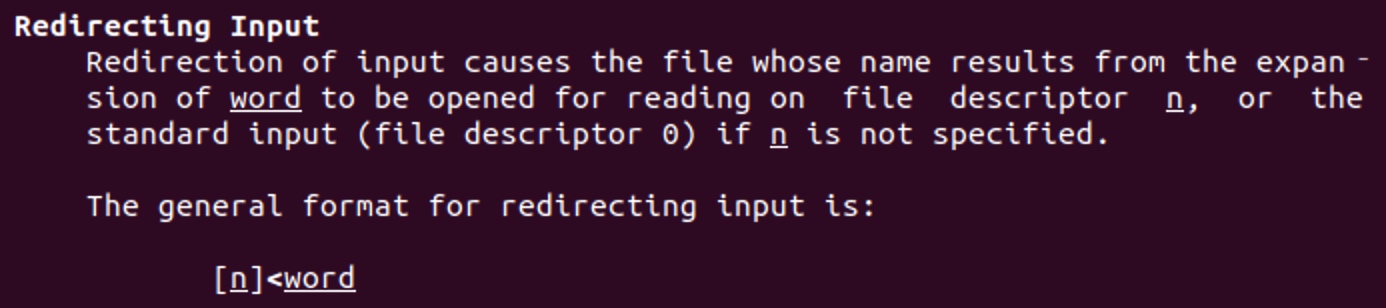 Redirecting Input
Redirection of input causes the file whose name results from the expan-
sion of word to be opened for reading on file descriptor n, or the
standard input (file descriptor 0) if n is not specified.
The general format for redirecting input is:
[n]<word